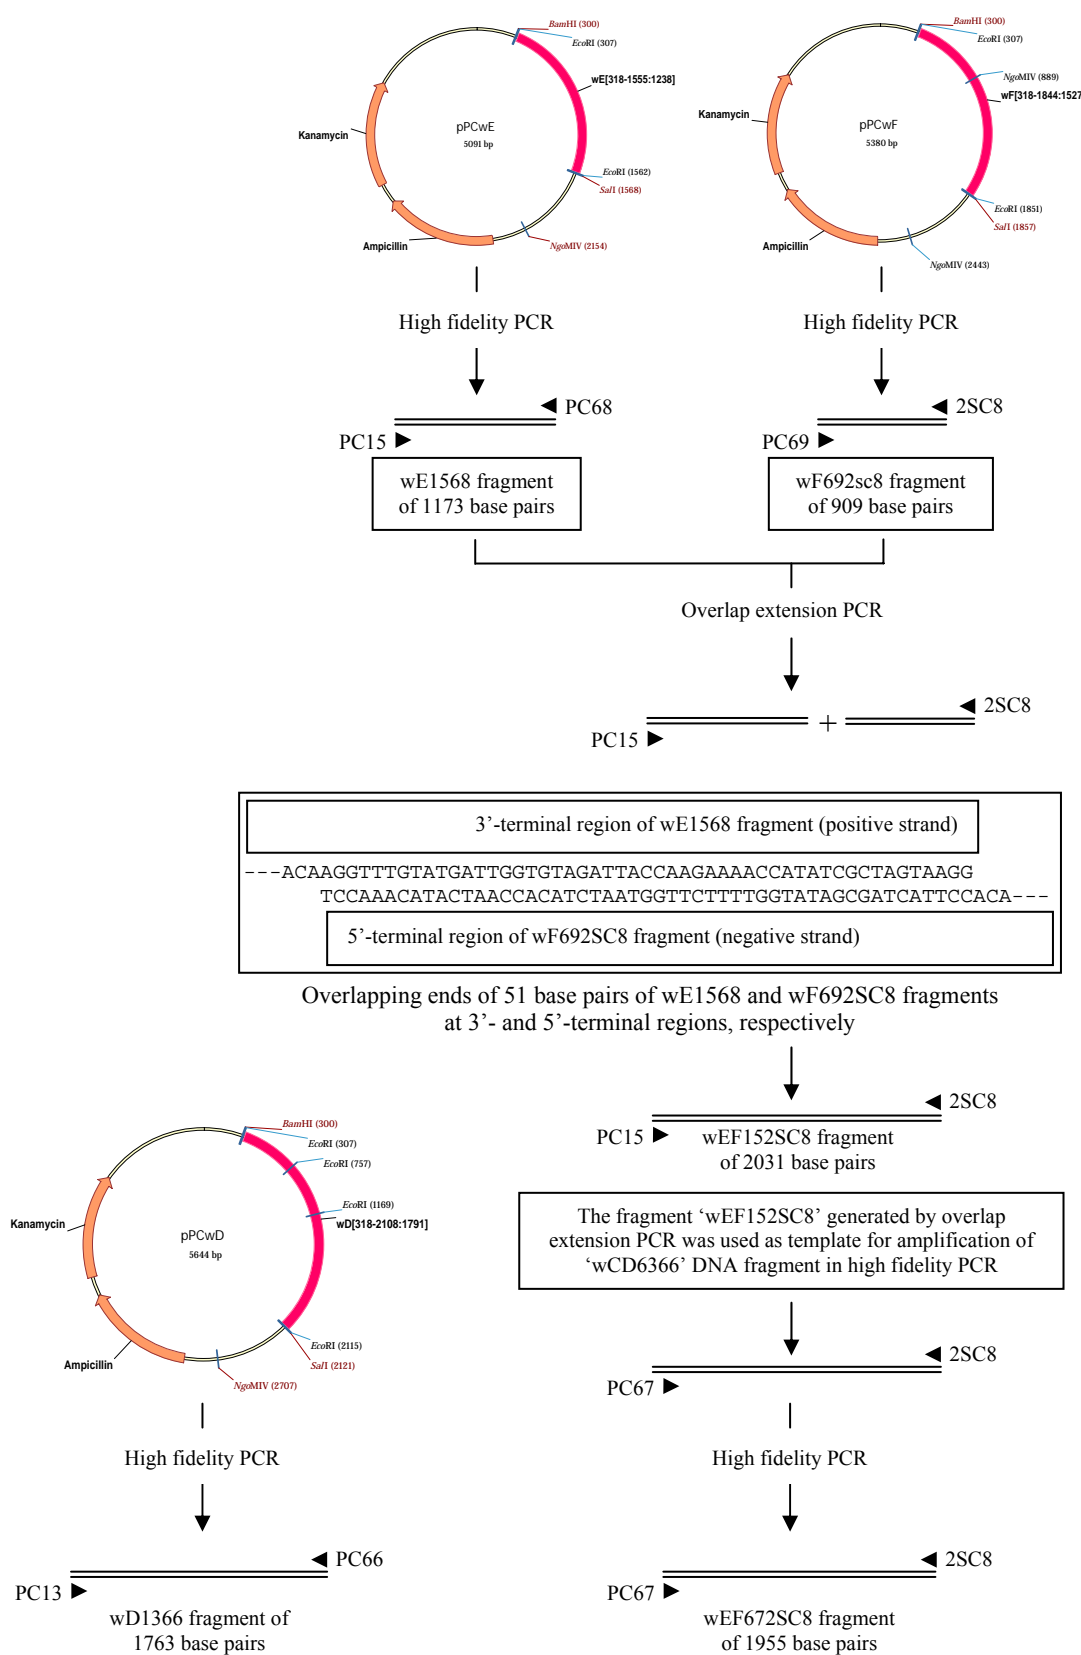 BamHI (300)
EcoRI (307)
wE[318-1555:1238]
pPCwE
5091 bp
Kanamycin
EcoRI (1562)
SalI (1568)
Ampicillin
NgoMIV (2154)
BamHI (300)
EcoRI (307)
NgoMIV (889)
wF[318-1844:1527
Kanamycin
pPCwF
5380 bp
EcoRI (1851)
SalI (1857)
Ampicillin
NgoMIV (2443)
High fidelity PCR
High fidelity PCR
PC68
PC15
2SC8
PC69
wE1568 fragment
of 1173 base pairs
wF692sc8 fragment
of 909 base pairs
Overlap extension PCR
2SC8
+
PC15
3’-terminal region of wE1568 fragment (positive strand)
---ACAAGGTTTGTATGATTGGTGTAGATTACCAAGAAAACCATATCGCTAGTAAGG
TCCAAACATACTAACCACATCTAATGGTTCTTTTGGTATAGCGATCATTCCACA---
5’-terminal region of wF692SC8 fragment (negative strand)
Overlapping ends of 51 base pairs of wE1568 and wF692SC8 fragments
at 3’- and 5’-terminal regions, respectively
2SC8
PC15
wEF152SC8 fragment
of 2031 base pairs
The fragment ‘wEF152SC8’ generated by overlap
extension PCR was used as template for amplification of
‘wCD6366’ DNA fragment in high fidelity PCR
BamHI (300)
EcoRI (307)
EcoRI (757)
EcoRI (1169)
wD[318-2108:1791]
Kanamycin
pPCwD
5644 bp
EcoRI (2115)
SalI (2121)
Ampicillin
NgoMIV (2707)
2SC8
PC67
High fidelity PCR
High fidelity PCR
PC66
PC13
wD1366 fragment of
1763 base pairs
2SC8
PC67
wEF672SC8 fragment
of 1955 base pairs